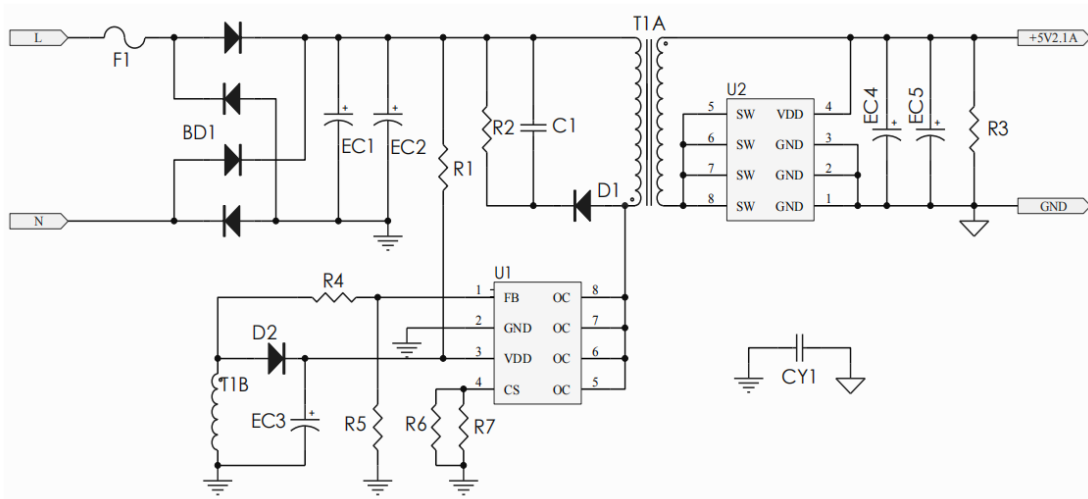 T1A
L
F1
+5V2.1A
U2
5 SW VDD 4
6 SW GND 3
7 SW GND 2
8 SW GND 1
BD1
+
EC1
+
EC2
R2
C1
R1
D1
EC4
+
EC5
+
R3
N
GND
U1
R4
1 FB OC 8
2 GND OC 7
3 VDD OC 6
4 CS OC 5
D2
T1B
EC3
+
R5
R6
R7
CY1